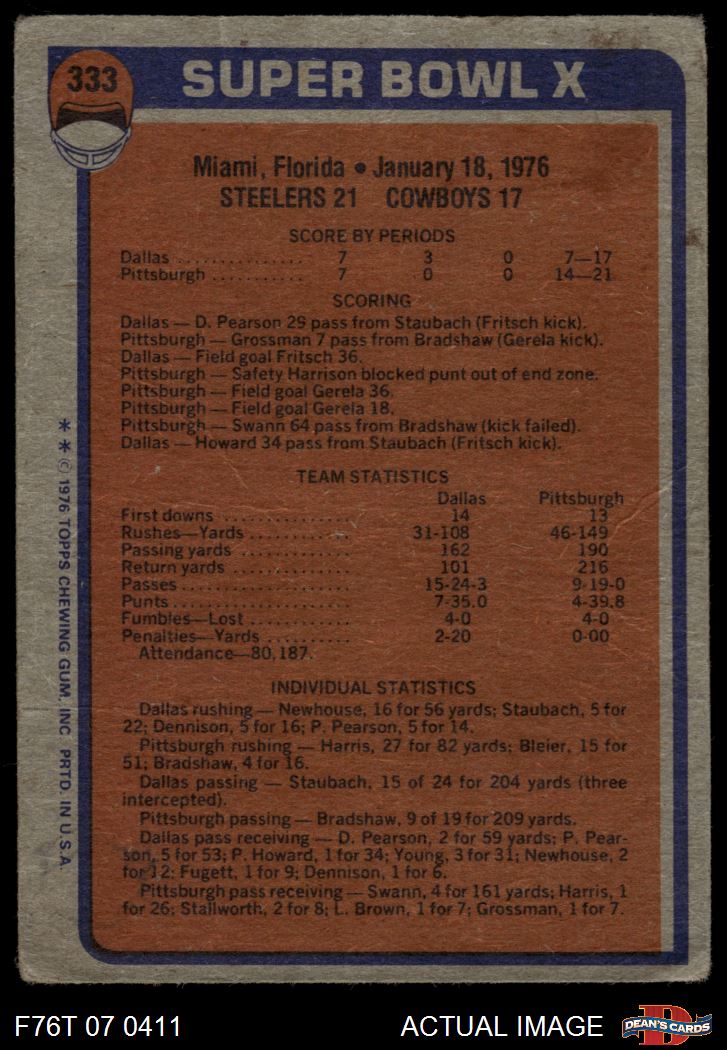 333
SUPER BOWL X
Miami, Florida • January 18, 1976
STEELERS 21 COWBOYS 17
SCORE BY PERIODS
Dallas ............... 7 3 0 7—17
Pittsburgh ........... 7 0 0 14—21
SCORING
Dallas — D. Pearson 29 pass from Staubach (Fritsch kick).
Pittsburgh — Grossman 7 pass from Bradshaw (Gerela kick).
Dallas — Field goal Fritsch 36.
Pittsburgh — Safety Harrison blocked punt out of end zone.
Pittsburgh — Field goal Gerela 36.
Pittsburgh — Field goal Gerela 18.
Pittsburgh — Swann 64 pass from Bradshaw (kick failed).
Dallas — Howard 34 pass from Staubach (Fritsch kick).
TEAM STATISTICS
Dallas Pittsburgh
First downs ............... 14 13
Rushes—Yards ............. 31-108 46-149
Passing yards ............. 162 190
Return yards .............. 101 216
Passes .................... 15-24-3 9-19-0
Punts ..................... 7-35.0 4-39.8
Fumbles—Lost ............. 4-0 4-0
Penalties—Yards .......... 2-20 0-00
Attendance—80,187.
INDIVIDUAL STATISTICS
Dallas rushing — Newhouse, 16 for 56 yards; Staubach, 5 for
22; Dennison, 5 for 16; P. Pearson, 5 for 14.
Pittsburgh rushing — Harris, 27 for 82 yards; Bleier, 15 for
51; Bradshaw, 4 for 16.
Dallas passing — Staubach, 15 of 24 for 204 yards (three
intercepted).
Pittsburgh passing — Bradshaw, 9 of 19 for 209 yards.
Dallas pass receiving — D. Pearson, 2 for 59 yards; P. Pear-
son, 5 for 53; P. Howard, 1 for 34; Young, 3 for 31; Newhouse, 2
for 12; Fugett, 1 for 9; Dennison, 1 for 6.
Pittsburgh pass receiving — Swann, 4 for 161 yards; Harris, 1
for 26; Stallworth, 2 for 8; L. Brown, 1 for 7; Grossman, 1 for 7.
* * © 1976 TOPPS CHEWING GUM, INC. PRTD. IN U.S.A.
F76T 07 0411
ACTUAL IMAGE
D
DEAN'S CARDS